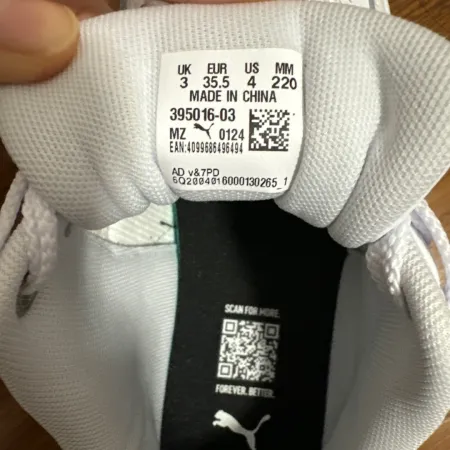 UK EUR US MM
3 35.5 4 220
MADE IN CHINA
395016-03
MZ 0124
EAN:4099686496494
AD v&7PD
6Q2004016000130265_1
SCAN FOR MORE.
FOREVER. BETTER.